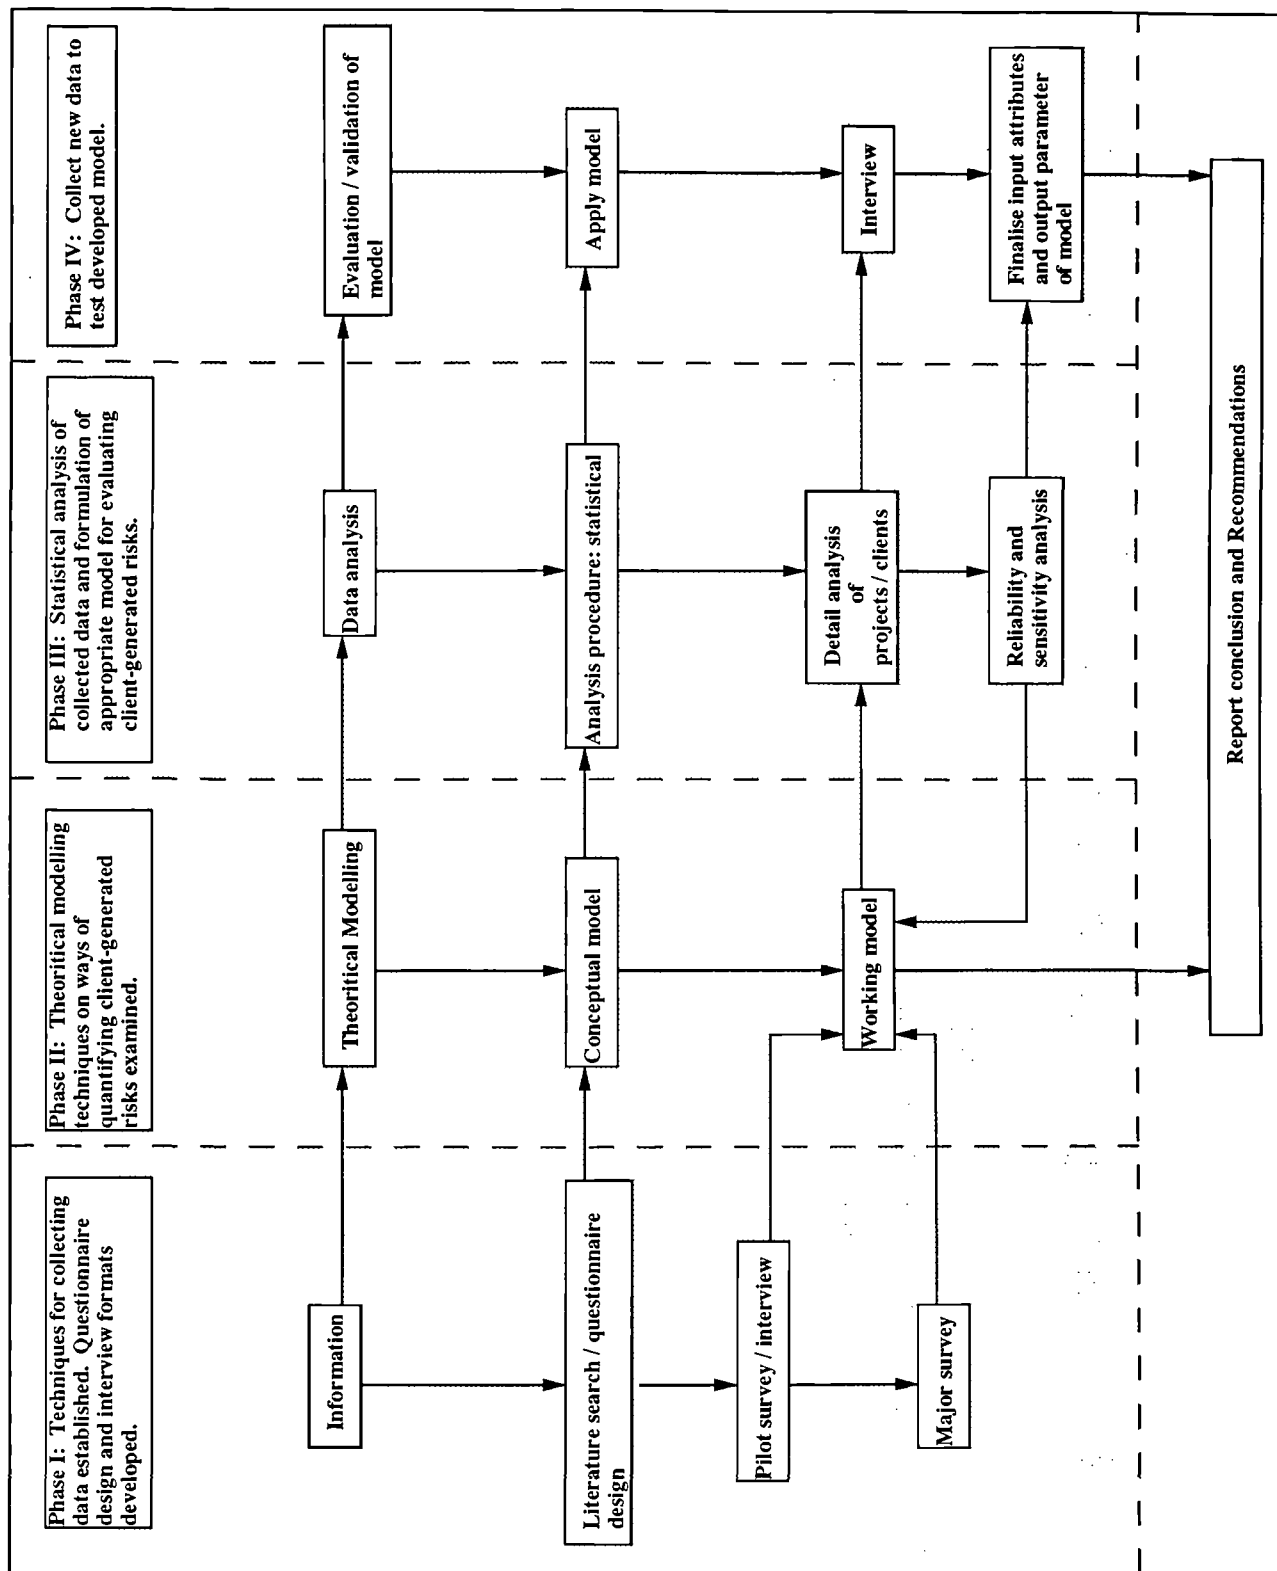 Phase I: Techniques for collecting
data established. Questionnaire
design and interview formats
developed.
Phase II: Theoritical modelling
techniques on ways of
quantifying client-generated
risks examined.
Phase III: Statistical analysis of
collected data and formulation of
appropriate model for evaluating
client-generated risks.
Phase IV: Collect new data to
test developed model.
Information
Theoritical Modelling
Data analysis
Evaluation / validation of
model
Literature search / questionnaire
design
Conceptual model
Analysis procedure: statistical
Apply model
Pilot survey / interview
Working model
Detail analysis
of
projects / clients
Interview
Major survey
Reliability and
sensitivity analysis
Finalise input attributes
and output parameter
of model
Report conclusion and Recommendations